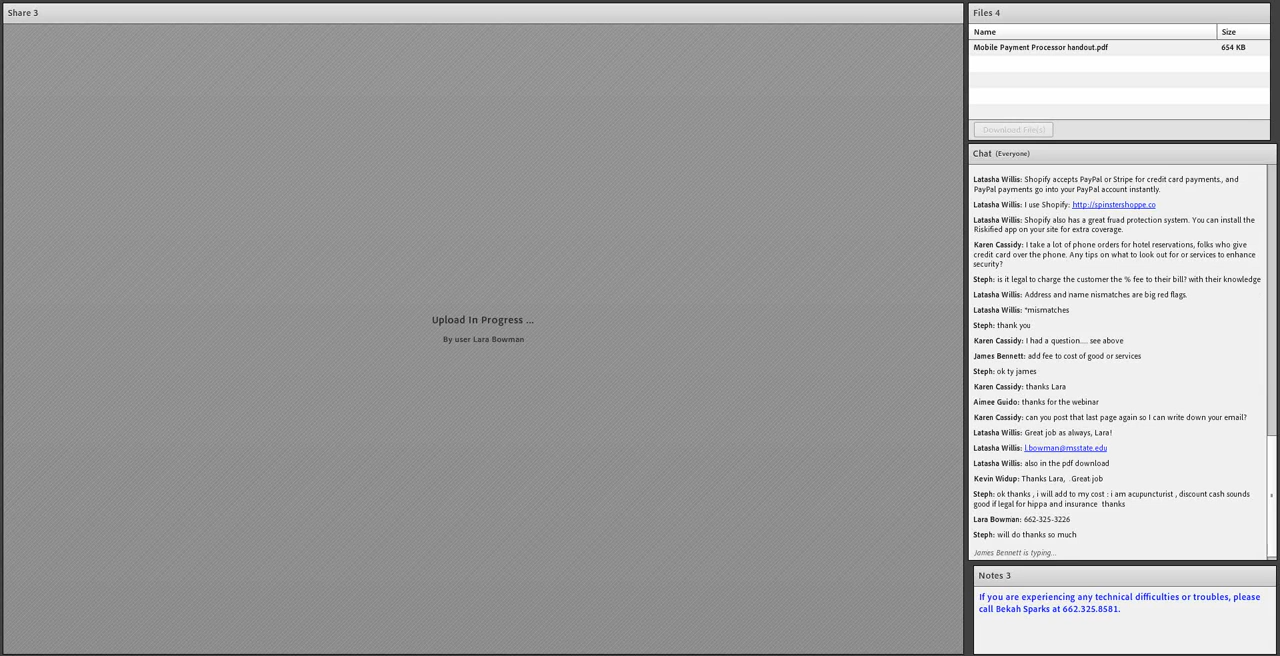 Share 3
Upload In Progress ...
By user Lara Bowman
Files 4
Name Size
Mobile Payment Processor handout.pdf 654 KB
Download File(s)
Chat (Everyone)
Latasha Willis: Shopify accepts PayPal or Stripe for credit card payments., and
PayPal payments go into your PayPal account instantly.
Latasha Willis: I use Shopify: http://spinstershoppe.co
Latasha Willis: Shopify also has a great fruad protection system. You can install the
Riskified app on your site for extra coverage.
Karen Cassidy: I take a lot of phone orders for hotel reservations, folks who give
credit card over the phone. Any tips on what to look out for or services to enhance
security?
Steph: is it legal to charge the customer the % fee to their bill? with their knowledge
Latasha Willis: Address and name nismatches are big red flags.
Latasha Willis: *mismatches
Steph: thank you
Karen Cassidy: I had a question.... see above
James Bennett: add fee to cost of good or services
Steph: ok ty james
Karen Cassidy: thanks Lara
Aimee Guido: thanks for the webinar
Karen Cassidy: can you post that last page again so I can write down your email?
Latasha Willis: Great job as always, Lara!
Latasha Willis: l.bowman@msstate.edu
Latasha Willis: also in the pdf download
Kevin Widup: Thanks Lara, . Great job
Steph: ok thanks , i will add to my cost : i am acupuncturist , discount cash sounds
good if legal for hippa and insurance thanks
Lara Bowman: 662-325-3226
Steph: will do thanks so much
James Bennett is typing...
Notes 3
If you are experiencing any technical difficulties or troubles, please
call Bekah Sparks at 662.325.8581.